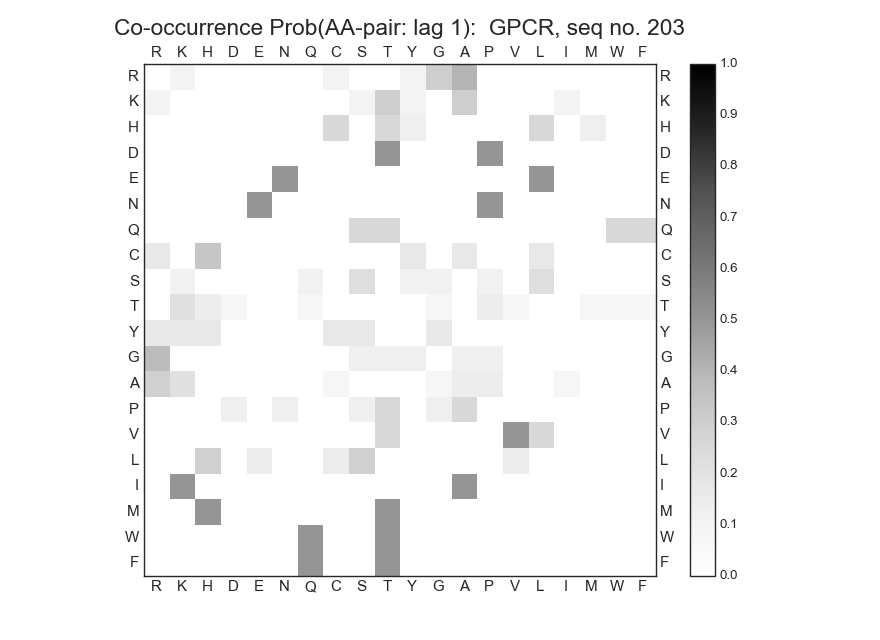 Co-occurrence Prob(AA-pair: lag 1):  GPCR, seq no. 203
R K H D E N Q C S T Y G A P V L I M W F
R R 1.0
K K 0.9
H H
D D 0.8
E E
N N 0.7
Q Q 0.6
C C
S S 0.5
T T
Y Y
G G 0.4
A A
P P 0.3
V V
L L 0.2
I I
M M 0.1
W W
F F 0.0
R K H D E N Q C S T Y G A P V L I M W F